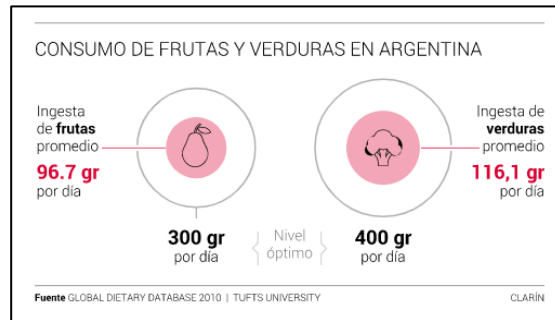 CONSUMO DE FRUTAS Y VERDURAS EN ARGENTINA
Ingesta
de frutas
promedio
96.7 gr
por día
Ingesta de
verduras
promedio
116,1 gr
por día
300 gr
por día
Nivel
óptimo
400 gr
por día
Fuente GLOBAL DIETARY DATABASE 2010 | TUFTS UNIVERSITY
CLARÍN